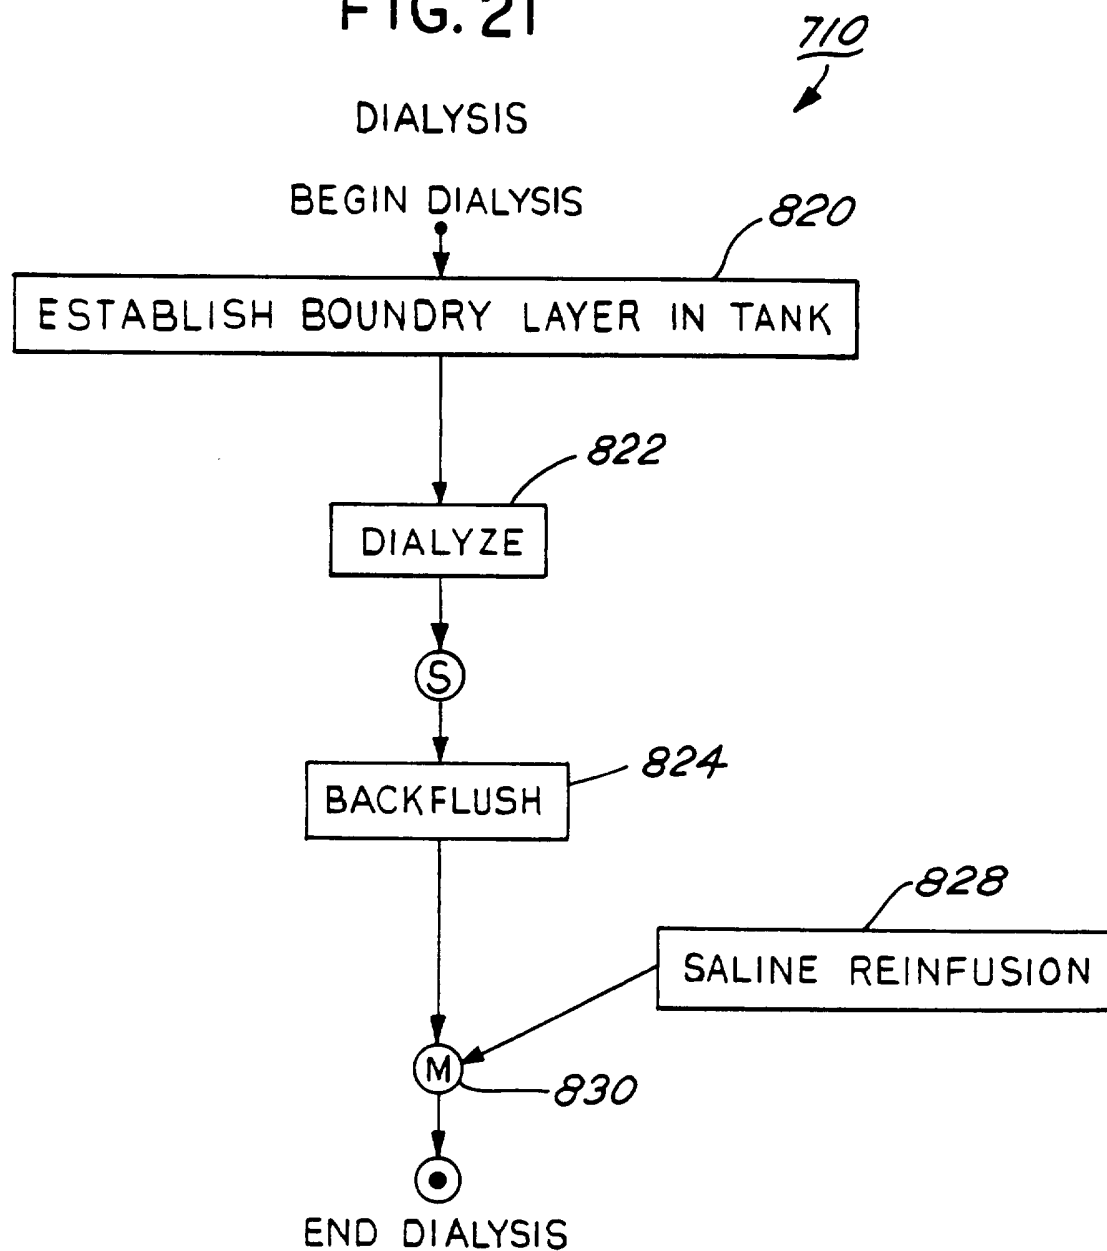 FIG. 21
710
DIALYSIS
BEGIN DIALYSIS
820
ESTABLISH BOUNDRY LAYER IN TANK
822
DIALYZE
S
824
BACKFLUSH
828
SALINE REINFUSION
M
830
END DIALYSIS